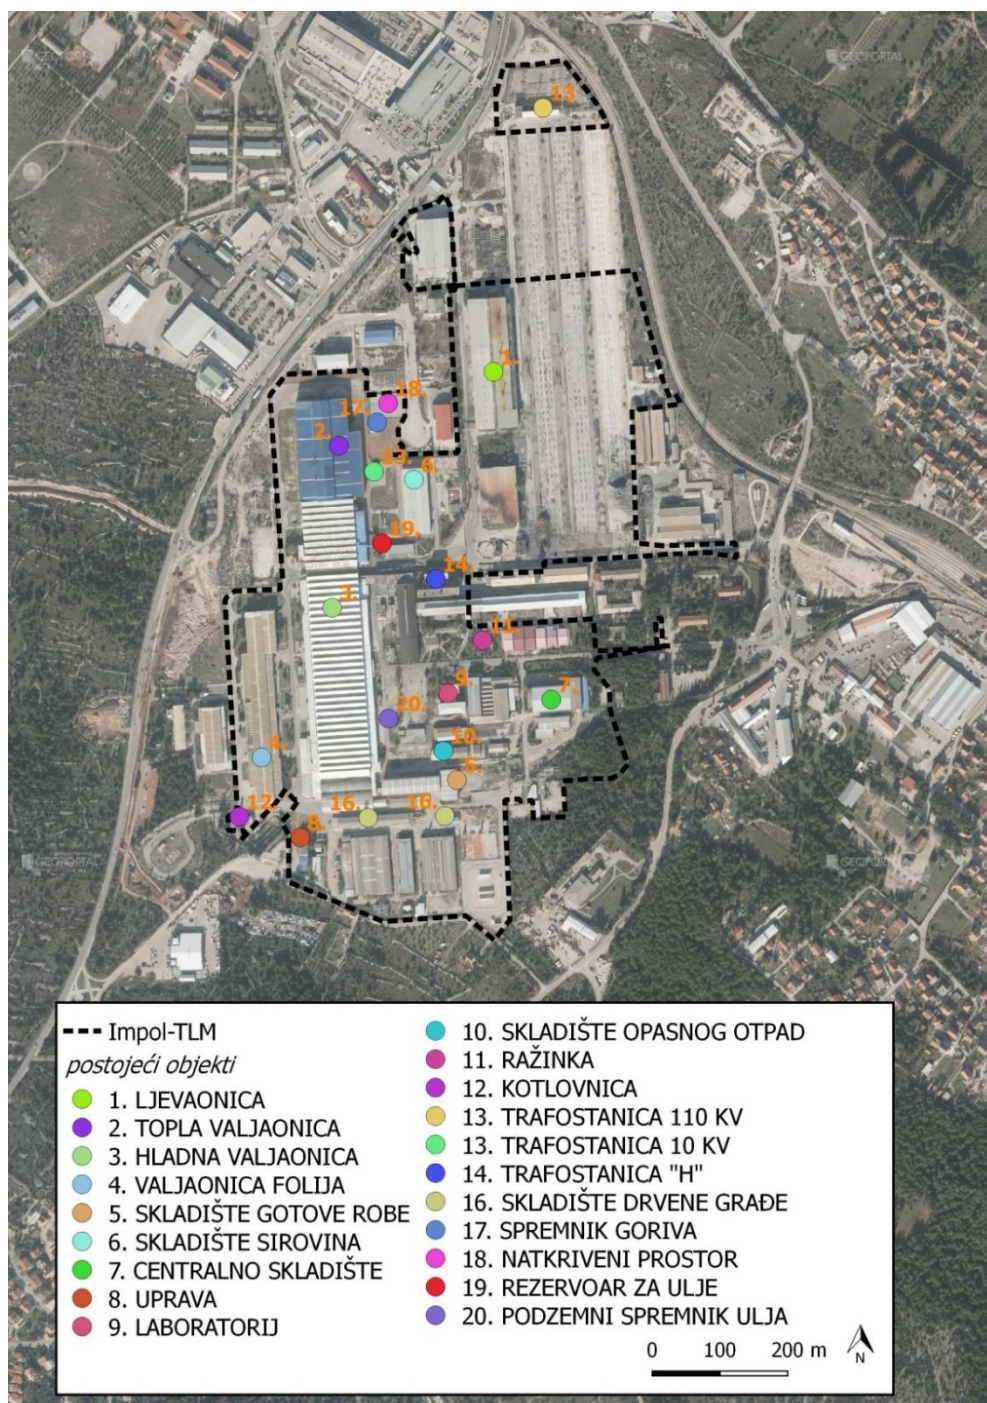 GEOPORTAL
GEOPORTAL
13
1.
18.
17.
2.
13.
6.
19.
14.
3.
11.
9.
7.
20.
10.
4.
5.
12.
16.
16.
8.
GEOPORTAL
GEOPORTAL
Impol-TLM
postojeći objekti
1. LJEVAONICA
2. TOPLA VALJAONICA
3. HLADNA VALJAONICA
4. VALJAONICA FOLIJA
5. SKLADIŠTE GOTOVE ROBE
6. SKLADIŠTE SIROVINA
7. CENTRALNO SKLADIŠTE
8. UPRAVA
9. LABORATORIJ
10. SKLADIŠTE OPASNOG OTPAD
11. RAŽINKA
12. KOTLOVNICA
13. TRAFOSTANICA 110 KV
13. TRAFOSTANICA 10 KV
14. TRAFOSTANICA "H"
16. SKLADIŠTE DRVENE GRAĐE
17. SPREMNIK GORIVA
18. NATKRIVENI PROSTOR
19. REZERVOAR ZA ULJE
20. PODZEMNI SPREMNIK ULJA
0 100 200 m
N